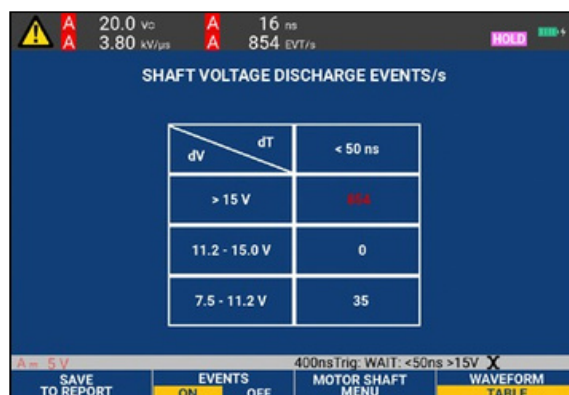 A 20.0 Vᴅ A 16 ns
A 3.80 kV/µs A 854 EVT/s
HOLD
SHAFT VOLTAGE DISCHARGE EVENTS/s
dV dT < 50 ns
> 15 V 854
11.2 - 15.0 V 0
7.5 - 11.2 V 35
A= 5 V 400nsTrig: WAIT: <50ns >15V X
SAVE TO REPORT
EVENTS ON OFF
MOTOR SHAFT MENU
WAVEFORM TABLE